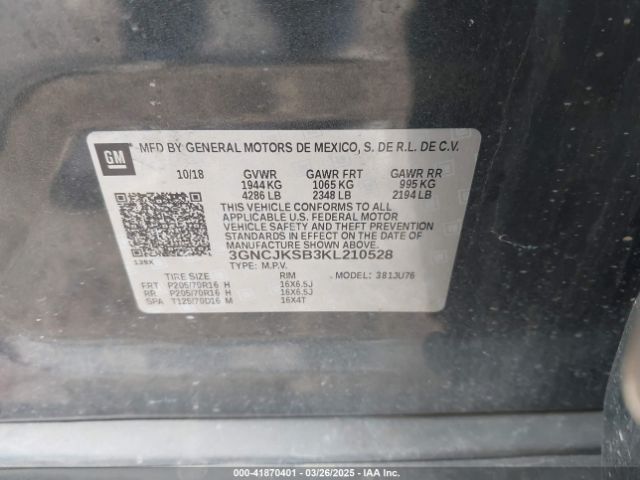 GM
MFD BY GENERAL MOTORS DE MEXICO, S. DE R.L. DE C.V.
10/18 GVWR GAWR FRT GAWR RR
1944 KG 1065 KG 995 KG
4286 LB 2348 LB 2194 LB
THIS VEHICLE CONFORMS TO ALL
APPLICABLE U.S. FEDERAL MOTOR
VEHICLE SAFETY AND THEFT PREVENTION
STANDARDS IN EFFECT ON THE DATE OF
MANUFACTURE SHOWN ABOVE.
3GNCJKSB3KL210528
139X TYPE: M.P.V.
TIRE SIZE RIM MODEL: 381JU76
FRT P205/70R16 H 16X6.5J
RR P205/70R16 H 16X6.5J
SPA T125/70D16 M 16X4T
000-41870401 | 03/26/2025 | IAA Inc.